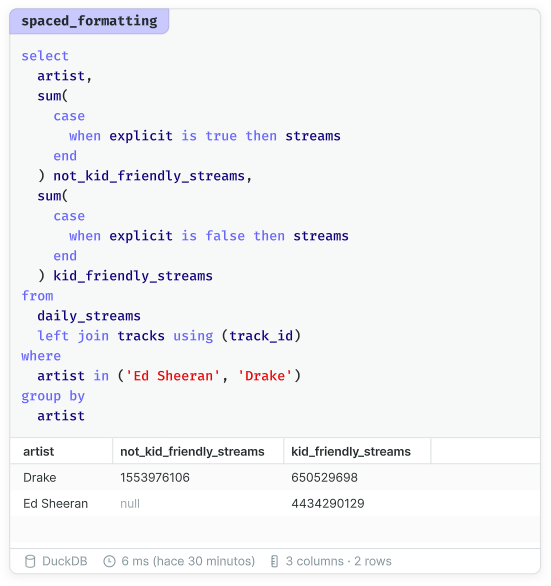 spaced_formatting
select
artist,
sum(
case
when explicit is true then streams
end
) not_kid_friendly_streams,
sum(
case
when explicit is false then streams
end
) kid_friendly_streams
from
daily_streams
left join tracks using (track_id)
where
artist in ('Ed Sheeran', 'Drake')
group by
artist
artist not_kid_friendly_streams kid_friendly_streams
Drake 1553976106 650529698
Ed Sheeran null 4434290129
DuckDB 6 ms (hace 30 minutos) 3 columns · 2 rows